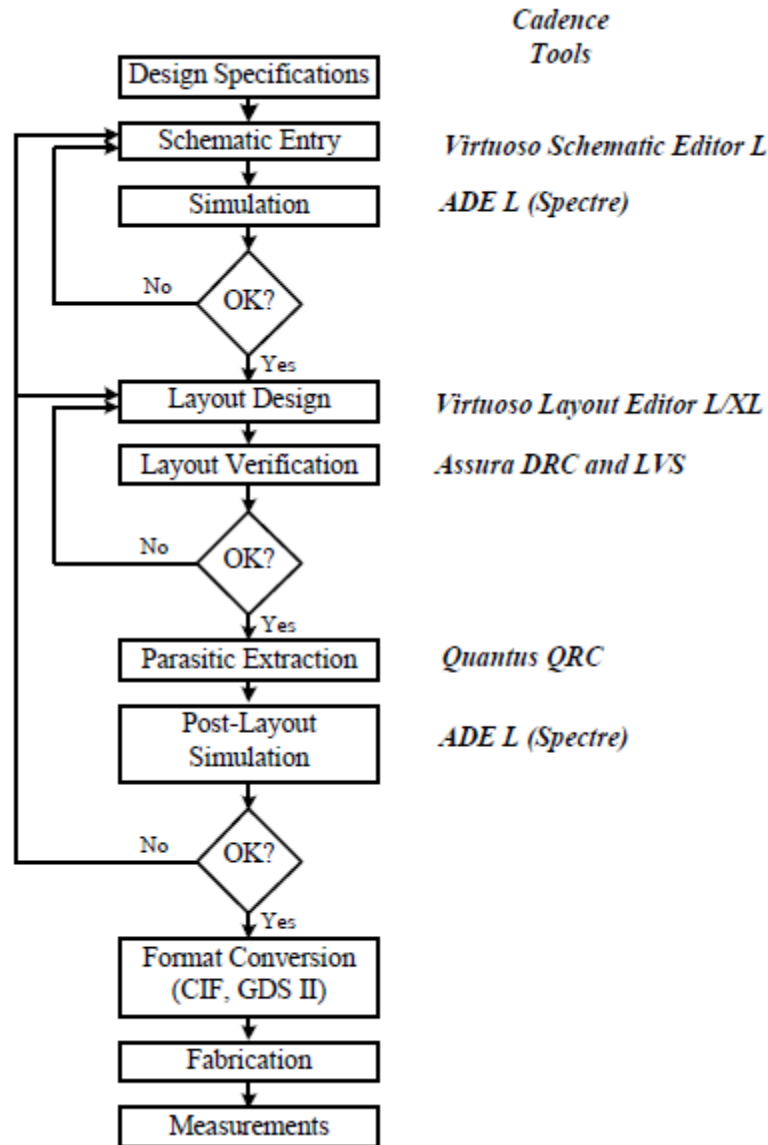 Cadence
Tools
Design Specifications
Schematic Entry
Virtuoso Schematic Editor L
Simulation
ADE L (Spectre)
No
OK?
Yes
Layout Design
Virtuoso Layout Editor L/XL
Layout Verification
Assura DRC and LVS
No
OK?
Yes
Parasitic Extraction
Quantus QRC
Post-Layout
Simulation
ADE L (Spectre)
No
OK?
Yes
Format Conversion
(CIF, GDS II)
Fabrication
Measurements